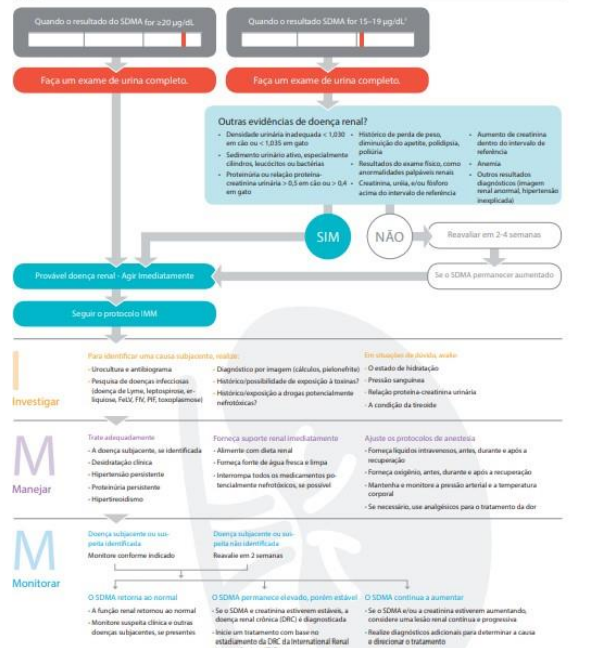 Quando o resultado do SDMA for ≥20 µg/dL
Quando o resultado SDMA for 15–19 µg/dL¹
Faça um exame de urina completo.
Faça um exame de urina completo.
Outras evidências de doença renal?
• Densidade urinária inadequada < 1,030
em cão ou < 1,035 em gato
• Sedimento urinário ativo, especialmente
cilindros, leucócitos ou bactérias
• Proteinúria ou relação proteína-
creatinina urinária > 0,5 em cão ou > 0,4
em gato
• Histórico de perda de peso,
diminuição do apetite, polidipsia,
poliúria
• Resultados do exame físico, como
anormalidades palpáveis renais
• Creatinina, uréia, e/ou fósforo
acima do intervalo de referência
• Aumento de creatinina
dentro do intervalo de
referência
• Anemia
• Outros resultados
diagnósticos (imagem
renal anormal, hipertensão
inexplicada)
SIM
NÃO
Reavaliar em 2-4 semanas
Se o SDMA permanecer aumentado
Provável doença renal - Agir Imediatamente
Seguir o protocolo IMM
I
Investigar
Para identificar uma causa subjacente, realize:
- Urocultura e antibiograma
- Pesquisa de doenças infecciosas
(doença de Lyme, leptospirose, er-
liquiose, FeLV, FIV, PIF, toxoplasmose)
- Diagnóstico por imagem (cálculos, pielonefrite)
- Histórico/possibilidade de exposição à toxinas?
- Histórico/exposição a drogas potencialmente
nefrotóxicas?
Em situações de dúvida, avalie:
- O estado de hidratação
- Pressão sanguínea
- Relação proteína-creatinina urinária
- A condição da tireoide
M
Manejar
Trate adequadamente
- A doença subjacente, se identificada
- Desidratação clínica
- Hipertensão persistente
- Proteinúria persistente
- Hipertireoidismo
Forneça suporte renal imediatamente
- Alimente com dieta renal
- Forneça fonte de água fresca e limpa
- Interrompa todos os medicamentos po-
tencialmente nefrotóxicos, se possível
Ajuste os protocolos de anestesia
- Forneça líquidos intravenosos, antes, durante e após a
recuperação
- Forneça oxigênio, antes, durante e após a recuperação
- Mantenha e monitore a pressão arterial e a temperatura
corporal
- Se necessário, use analgésicos para o tratamento da dor
M
Monitorar
Doença subjacente ou sus-
peita identificada
Monitore conforme indicado
Doença subjacente ou sus-
peita não identificada
Reavalie em 2 semanas
O SDMA retorna ao normal
- A função renal retornou ao normal
- Monitore suspeita clínica e outras
doenças subjacentes, se presentes
O SDMA permanece elevado, porém estável
- Se o SDMA e creatinina estiverem estáveis, a
doença renal crônica (DRC) é diagnosticada
- Inicie um tratamento com base no
estadiamento da DRC da International Renal
O SDMA continua a aumentar
- Se o SDMA e/ou a creatinina estiverem aumentando,
considere uma lesão renal contínua e progressiva
- Realize diagnósticos adicionais para determinar a causa
e direcionar o tratamento